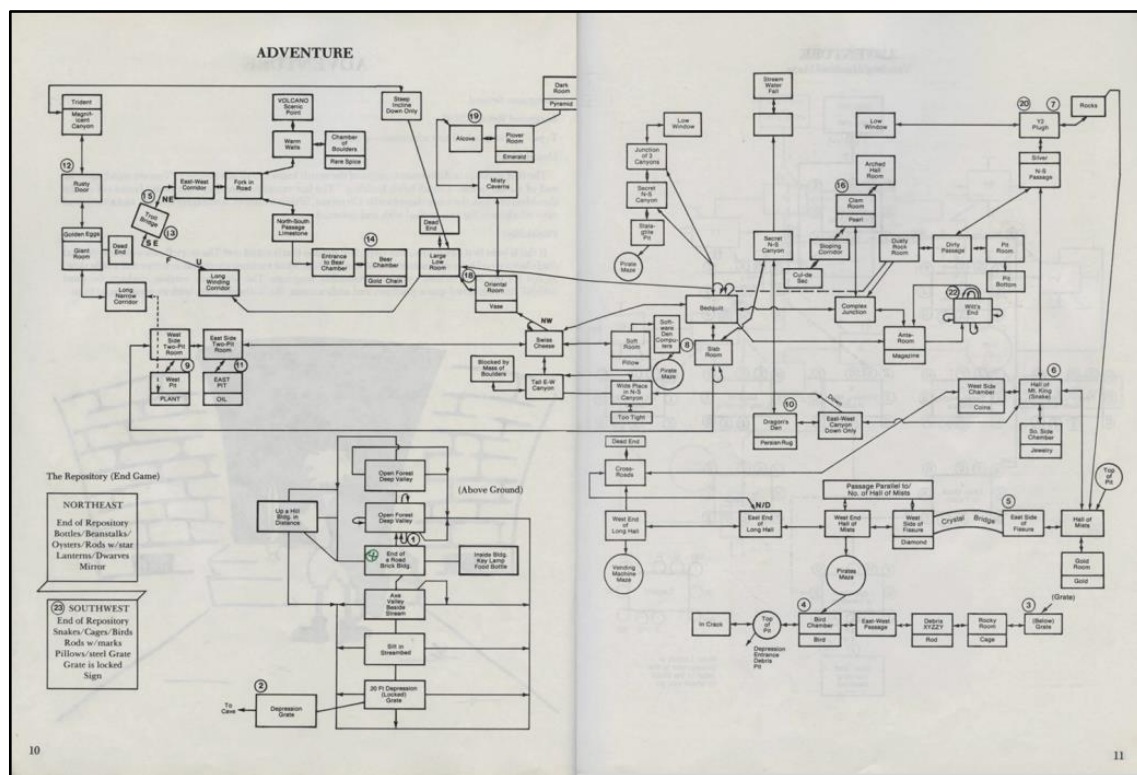 ADVENTURE
Trident
Magnif-
icent
Canyon
VOLCANO
Scenic
Point
Steep
Incline
Down Only
Dark
Room
Pyramid
Warm
Walls
Chamber
of
Boulders
Rare Spice
19
Alcove
Plover
Room
Emerald
12
Rusty
Door
15
NE
East-West
Corridor
Fork in
Road
Misty
Caverns
Troll
Bridge
13
S E
Golden Eggs
Giant
Room
Dead
End
U
North-South
Passage
Limestone
Dead
End
Entrance
to Bear
Chamber
14
Bear
Chamber
Gold Chain
Large
Low
Room
18
Oriental
Room
Vase
Long
Narrow
Corridor
Long
Winding
Corridor
NW
West
Side
Two-Pit
Room
East Side
Two-Pit
Room
Swiss
Cheese
9
West
Pit
PLANT
11
EAST
PIT
OIL
Blocked by
Mass of
Boulders
Tall E-W
Canyon
The Repository (End Game)
NORTHEAST
End of Repository
Bottles/Beanstalks/
Oysters/Rods w/star
Lanterns/Dwarves
Mirror
23 SOUTHWEST
End of Repository
Snakes/Cages/Birds
Rods w/marks
Pillows/steel Grate
Grate is locked
Sign
(Above Ground)
Open Forest
Deep Valley
Up a Hill
Bldg. in
Distance
Open Forest
Deep Valley
1
End of
a Road
Brick Bldg.
Inside Bldg.
Key Lamp
Food Bottle
Axe
Valley
Beside
Stream
Slit in
Streambed
20 Ft Depression
(Locked)
Grate
2
To
Cave
Depression
Grate
10
Stream
Water
Fall
Low
Window
Junction
of 3
Canyons
Secret
N-S
Canyon
Stalac-
tite
Pit
Pirate
Maze
Low
Window
20
7
Y2
Plugh
Rocks
Silver
N-S
Passage
Arched
Hall
Room
16
Clam
Room
Pearl
Secret
N-S
Canyon
Sloping
Corridor
Cul-de
Sac
Dusty
Rock
Room
Dirty
Passage
Pit
Room
Pit
Bottom
Bedquilt
Complex
Junction
22
Witt's
End
Ante-
Room
Magazine
Soft
Room
Pillow
Soft-
ware
Den
Compu-
ters
8
Pirate
Maze
Slab
Room
Wide Place
in N-S
Canyon
Too Tight
10
Dragon's
Den
Persian Rug
Down
East-West
Canyon
Down Only
West Side
Chamber
Coins
6
Hall of
Mt. King
(Snake)
So. Side
Chamber
Jewelry
Dead End
Cross-
Roads
Top
of
Pit
Passage Parallel to/
No. of Hall of Mists
N/D
West End
of
Long Hall
East End
of
Long Hall
West End
Hall of
Mists
West
Side of
Fissure
Diamond
Crystal Bridge
5
East Side
of
Fissure
Hall of
Mists
Gold
Room
Gold
Vending
Machine
Maze
Pirates
Maze
(Grate)
In Crack
Top
of
Pit
Depression
Entrance
Debris
Pit
4
Bird
Chamber
Bird
East-West
Passage
Debris
XYZZY
Rod
Rocky
Room
Cage
3
(Below)
Grate
11